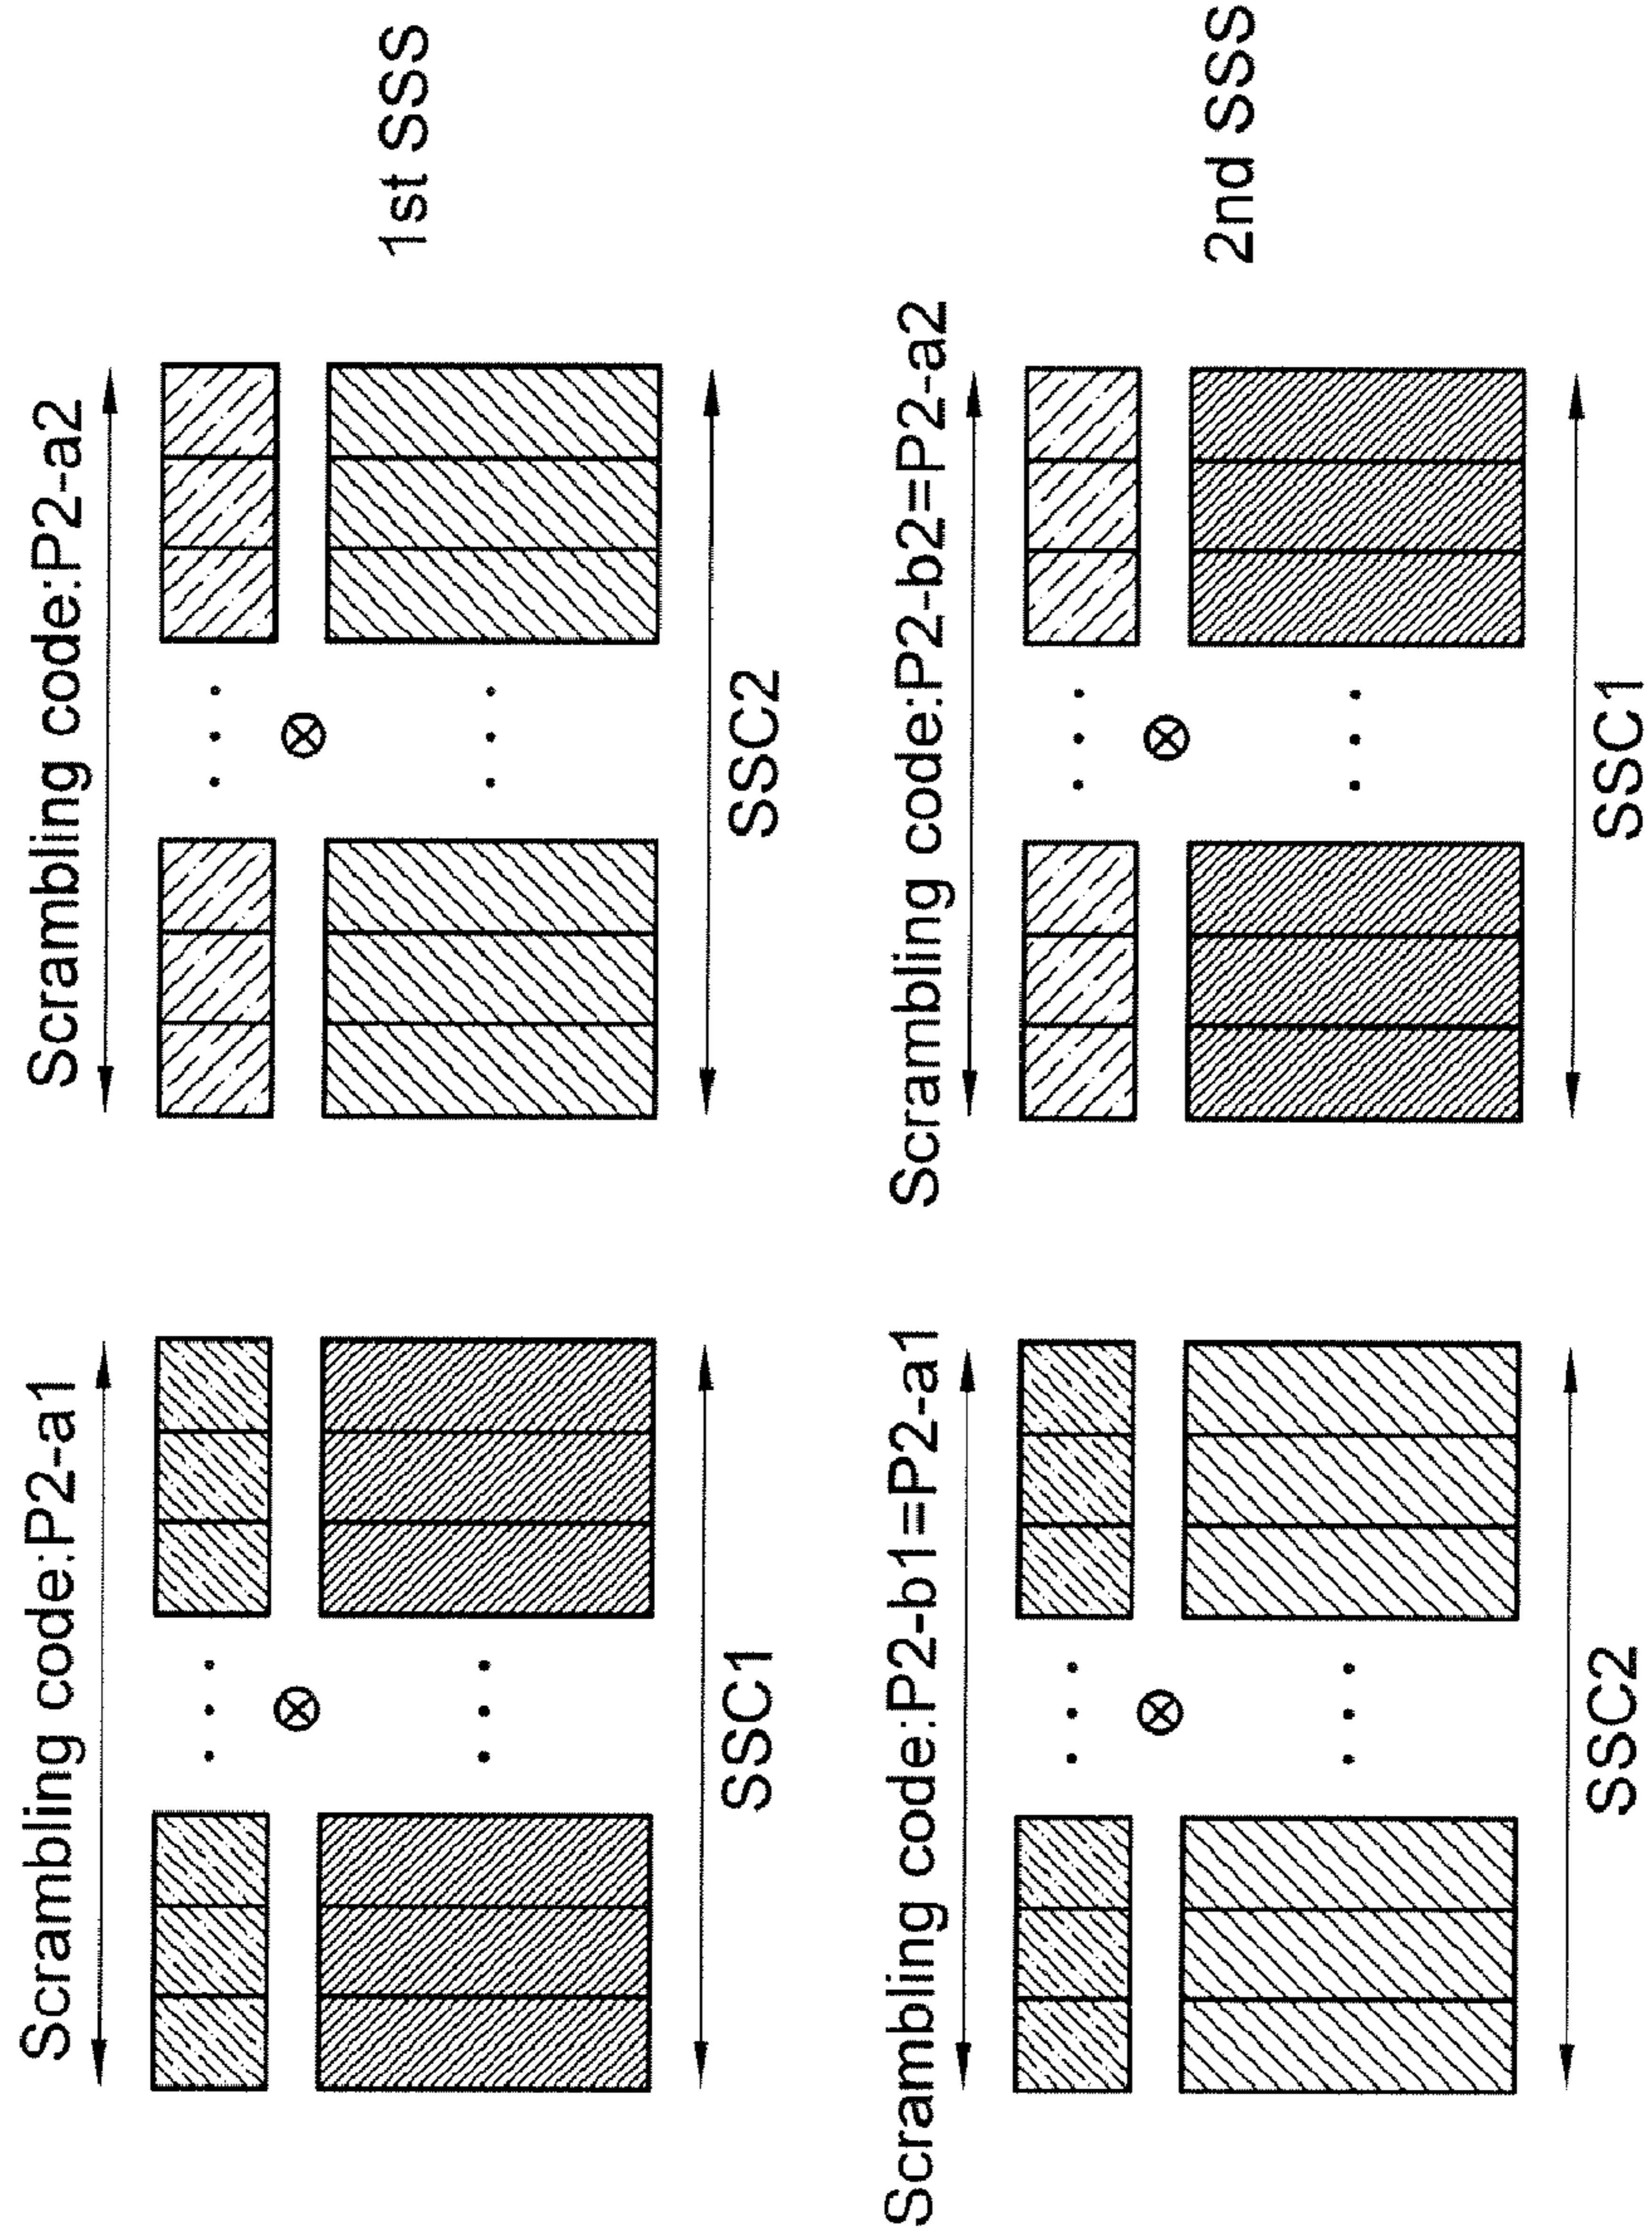 Scrambling code:P2-a1
Scrambling code:P2-a2
SSC1
SSC2
1st SSS
Scrambling code:P2-b1=P2-a1
Scrambling code:P2-b2=P2-a2
SSC2
SSC1
2nd SSS